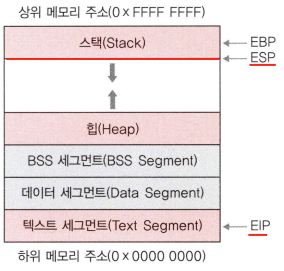 상위 메모리 주소(0×FFFF FFFF)
스택(Stack)
EBP
ESP
힙(Heap)
BSS 세그먼트(BSS Segment)
데이터 세그먼트(Data Segment)
텍스트 세그먼트(Text Segment)
EIP
하위 메모리 주소(0×0000 0000)